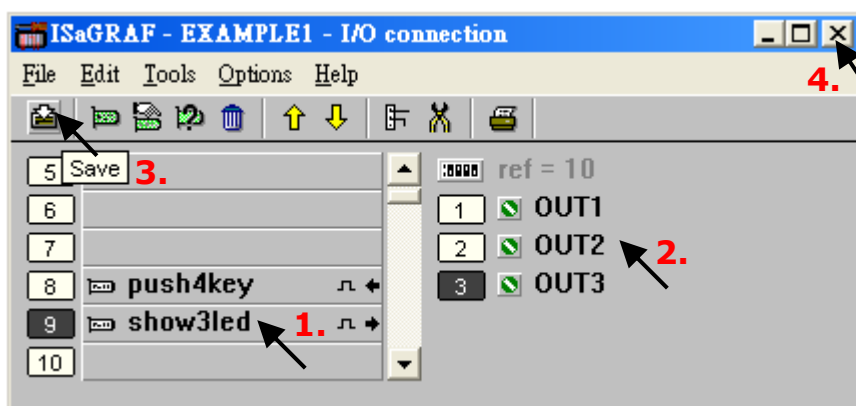 ISaGRAF - EXAMPLE1 - I/O connection
File Edit Tools Options Help
4.
5
Save
3.
6
7
8 push4key
9 show3led
1.
10
ref = 10
1 OUT1
2 OUT2
2.
3 OUT3